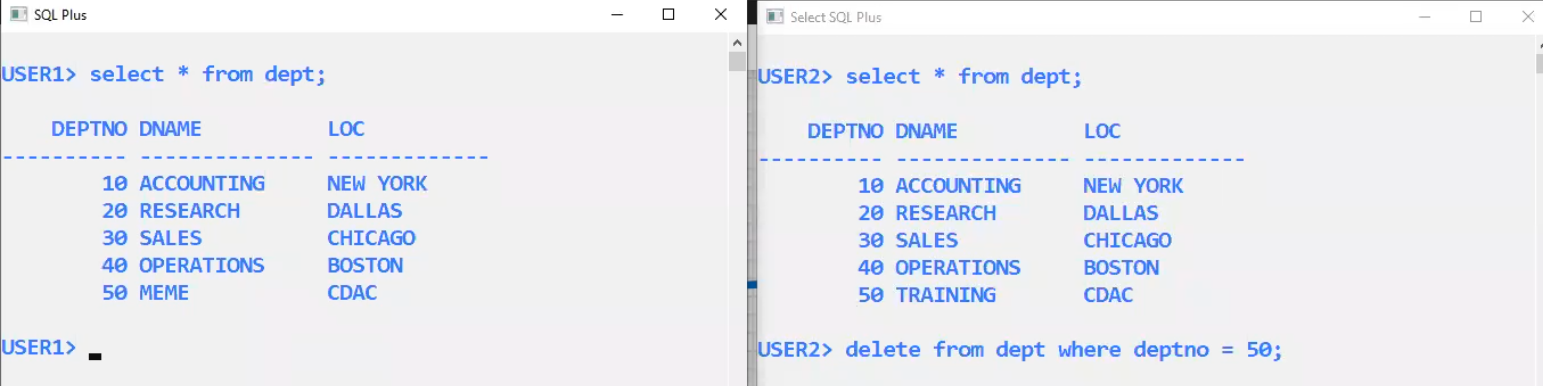 SQL Plus
USER1> select * from dept;
    DEPTNO DNAME          LOC
---------- -------------- -------------
        10 ACCOUNTING     NEW YORK
        20 RESEARCH       DALLAS
        30 SALES          CHICAGO
        40 OPERATIONS     BOSTON
        50 MEME           CDAC
USER1>
Select SQL Plus
USER2> select * from dept;
    DEPTNO DNAME          LOC
---------- -------------- -------------
        10 ACCOUNTING     NEW YORK
        20 RESEARCH       DALLAS
        30 SALES          CHICAGO
        40 OPERATIONS     BOSTON
        50 TRAINING       CDAC
USER2> delete from dept where deptno = 50;